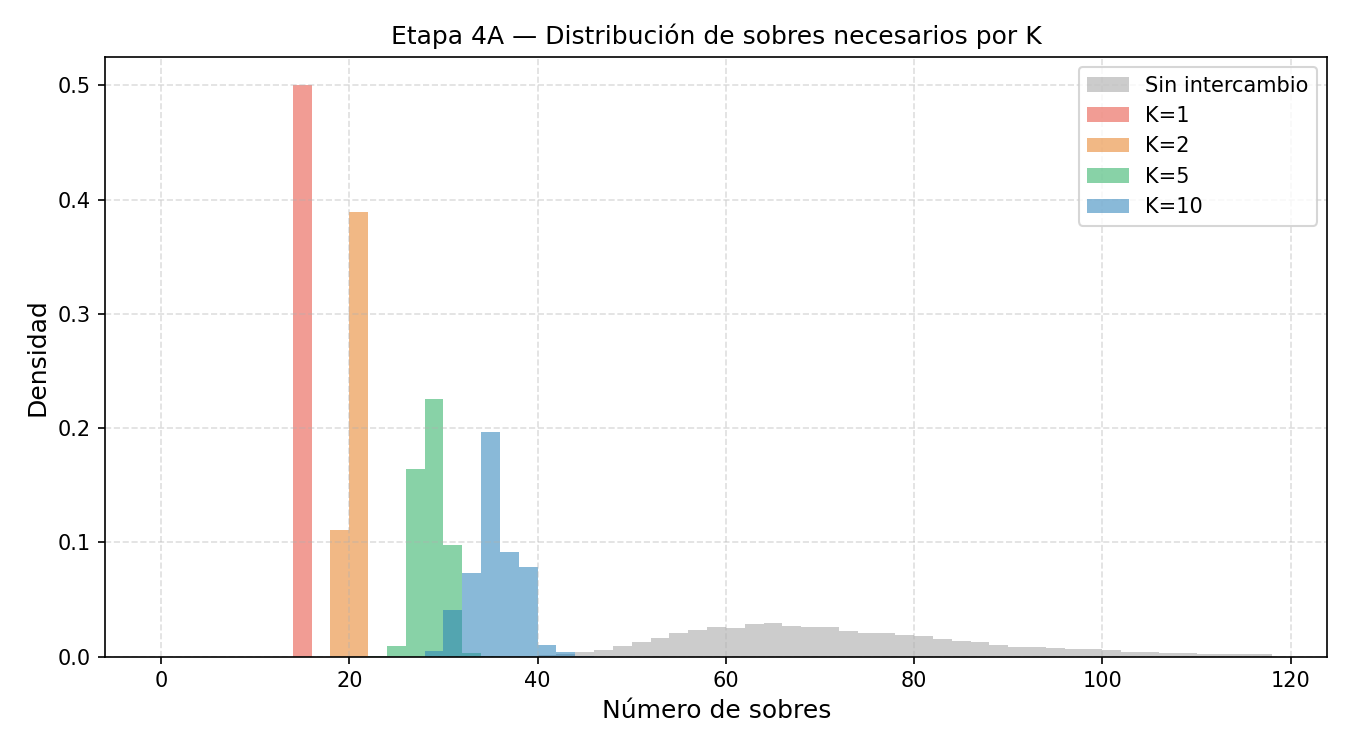 Etapa 4A — Distribución de sobres necesarios por K
Sin intercambio
K=1
K=2
K=5
K=10
Densidad
0.5
0.4
0.3
0.2
0.1
0.0
0 20 40 60 80 100 120
Número de sobres